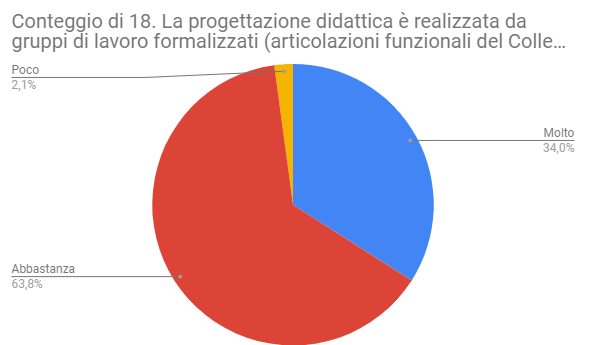 Conteggio di 18. La progettazione didattica è realizzata da
gruppi di lavoro formalizzati (articolazioni funzionali del Colle…
Poco
2,1%
Molto
34,0%
Abbastanza
63,8%